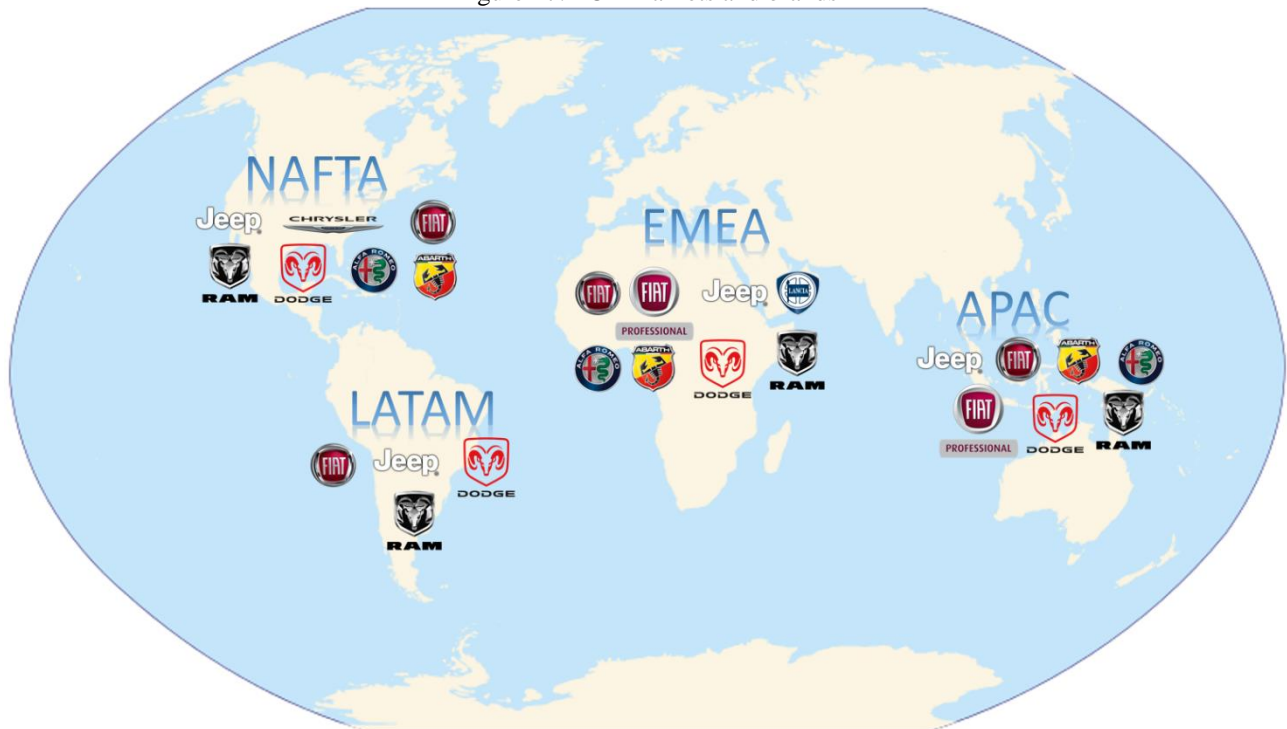 NAFTA
Jeep CHRYSLER FIAT
RAM DODGE ALFA ROMEO ABARTH
EMEA
FIAT FIAT PROFESSIONAL Jeep LANCIA
ALFA ROMEO ABARTH DODGE RAM
APAC
Jeep FIAT ABARTH ALFA ROMEO
FIAT PROFESSIONAL DODGE RAM
LATAM
FIAT Jeep DODGE
RAM